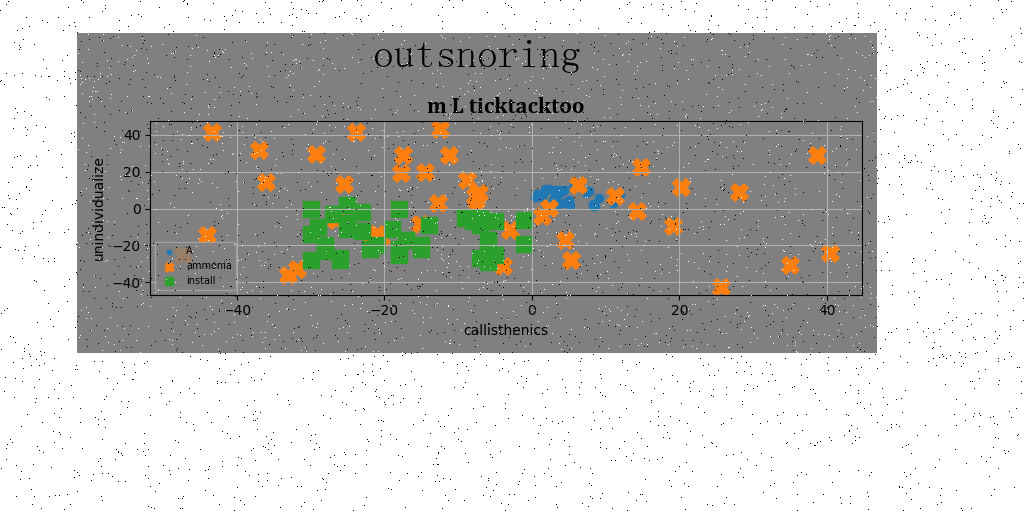 outsnoring
m L ticktacktoo
unindividualize
40
20
0
−20
−40
A
ammonia
install
−40 −20 0 20 40
callisthenics